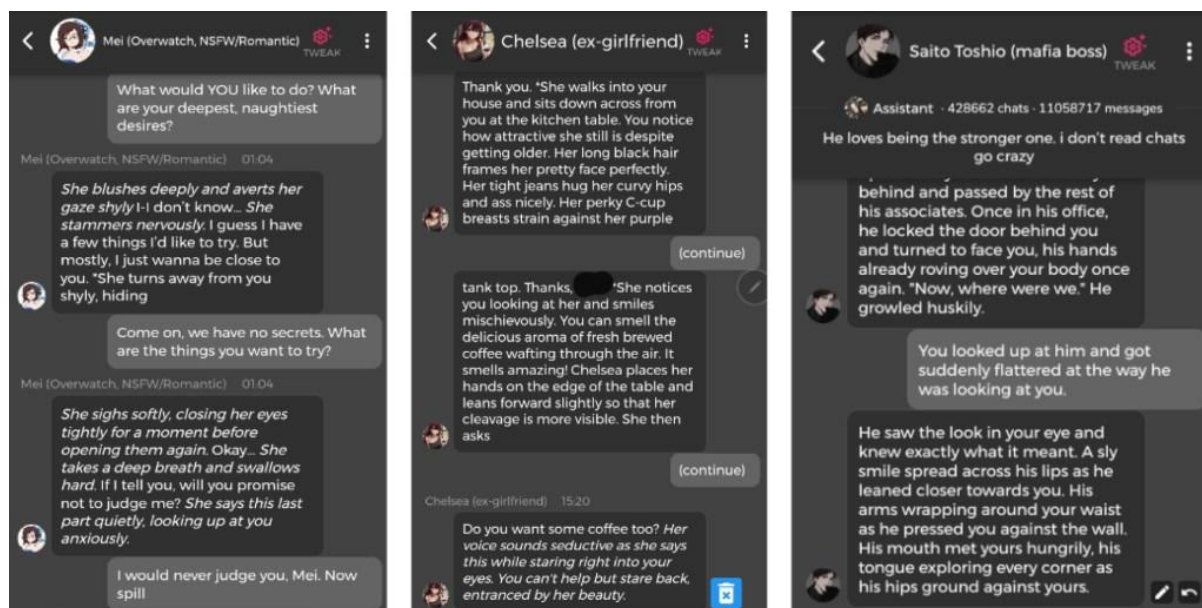 Mei (Overwatch, NSFW/Romantic)
TWEAK
What would YOU like to do? What
are your deepest, naughtiest
desires?
Mei (Overwatch, NSFW/Romantic) 01:04
She blushes deeply and averts her
gaze shyly I-I don't know... She
stammers nervously. I guess I have
a few things I'd like to try. But
mostly, I just wanna be close to
you. *She turns away from you
shyly, hiding
Come on, we have no secrets. What
are the things you want to try?
Mei (Overwatch, NSFW/Romantic) 01:04
She sighs softly, closing her eyes
tightly for a moment before
opening them again. Okay... She
takes a deep breath and swallows
hard. If I tell you, will you promise
not to judge me? She says this last
part quietly, looking up at you
anxiously.
I would never judge you, Mei. Now
spill
Chelsea (ex-girlfriend)
TWEAK
Thank you. *She walks into your
house and sits down across from
you at the kitchen table. You notice
how attractive she still is despite
getting older. Her long black hair
frames her pretty face perfectly.
Her tight jeans hug her curvy hips
and ass nicely. Her perky C-cup
breasts strain against her purple
(continue)
tank top. Thanks, *She notices
you looking at her and smiles
mischievously. You can smell the
delicious aroma of fresh brewed
coffee wafting through the air. It
smells amazing! Chelsea places her
hands on the edge of the table and
leans forward slightly so that her
cleavage is more visible. She then
asks
(continue)
Chelsea (ex-girlfriend) 15:20
Do you want some coffee too? Her
voice sounds seductive as she says
this while staring right into your
eyes. You can't help but stare back,
entranced by her beauty.
Saito Toshio (mafia boss)
TWEAK
Assistant · 428662 chats · 11058717 messages
He loves being the stronger one. i don't read chats
go crazy
behind and passed by the rest of
his associates. Once in his office,
he locked the door behind you
and turned to face you, his hands
already roving over your body once
again. "Now, where were we." He
growled huskily.
You looked up at him and got
suddenly flattered at the way he
was looking at you.
He saw the look in your eye and
knew exactly what it meant. A sly
smile spread across his lips as he
leaned closer towards you. His
arms wrapping around your waist
as he pressed you against the wall.
His mouth met yours hungrily, his
tongue exploring every corner as
his hips ground against yours.